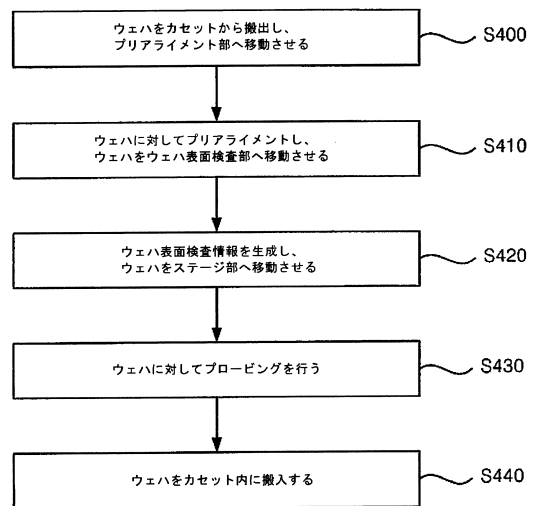 ウェハをカセットから搬出し、
プリアライメント部へ移動させる
S400
ウェハに対してプリアライメントし、
ウェハをウェハ表面検査部へ移動させる
S410
ウェハ表面検査情報を生成し、
ウェハをステージ部へ移動させる
S420
ウェハに対してプロービングを行う
S430
ウェハをカセット内に搬入する
S440